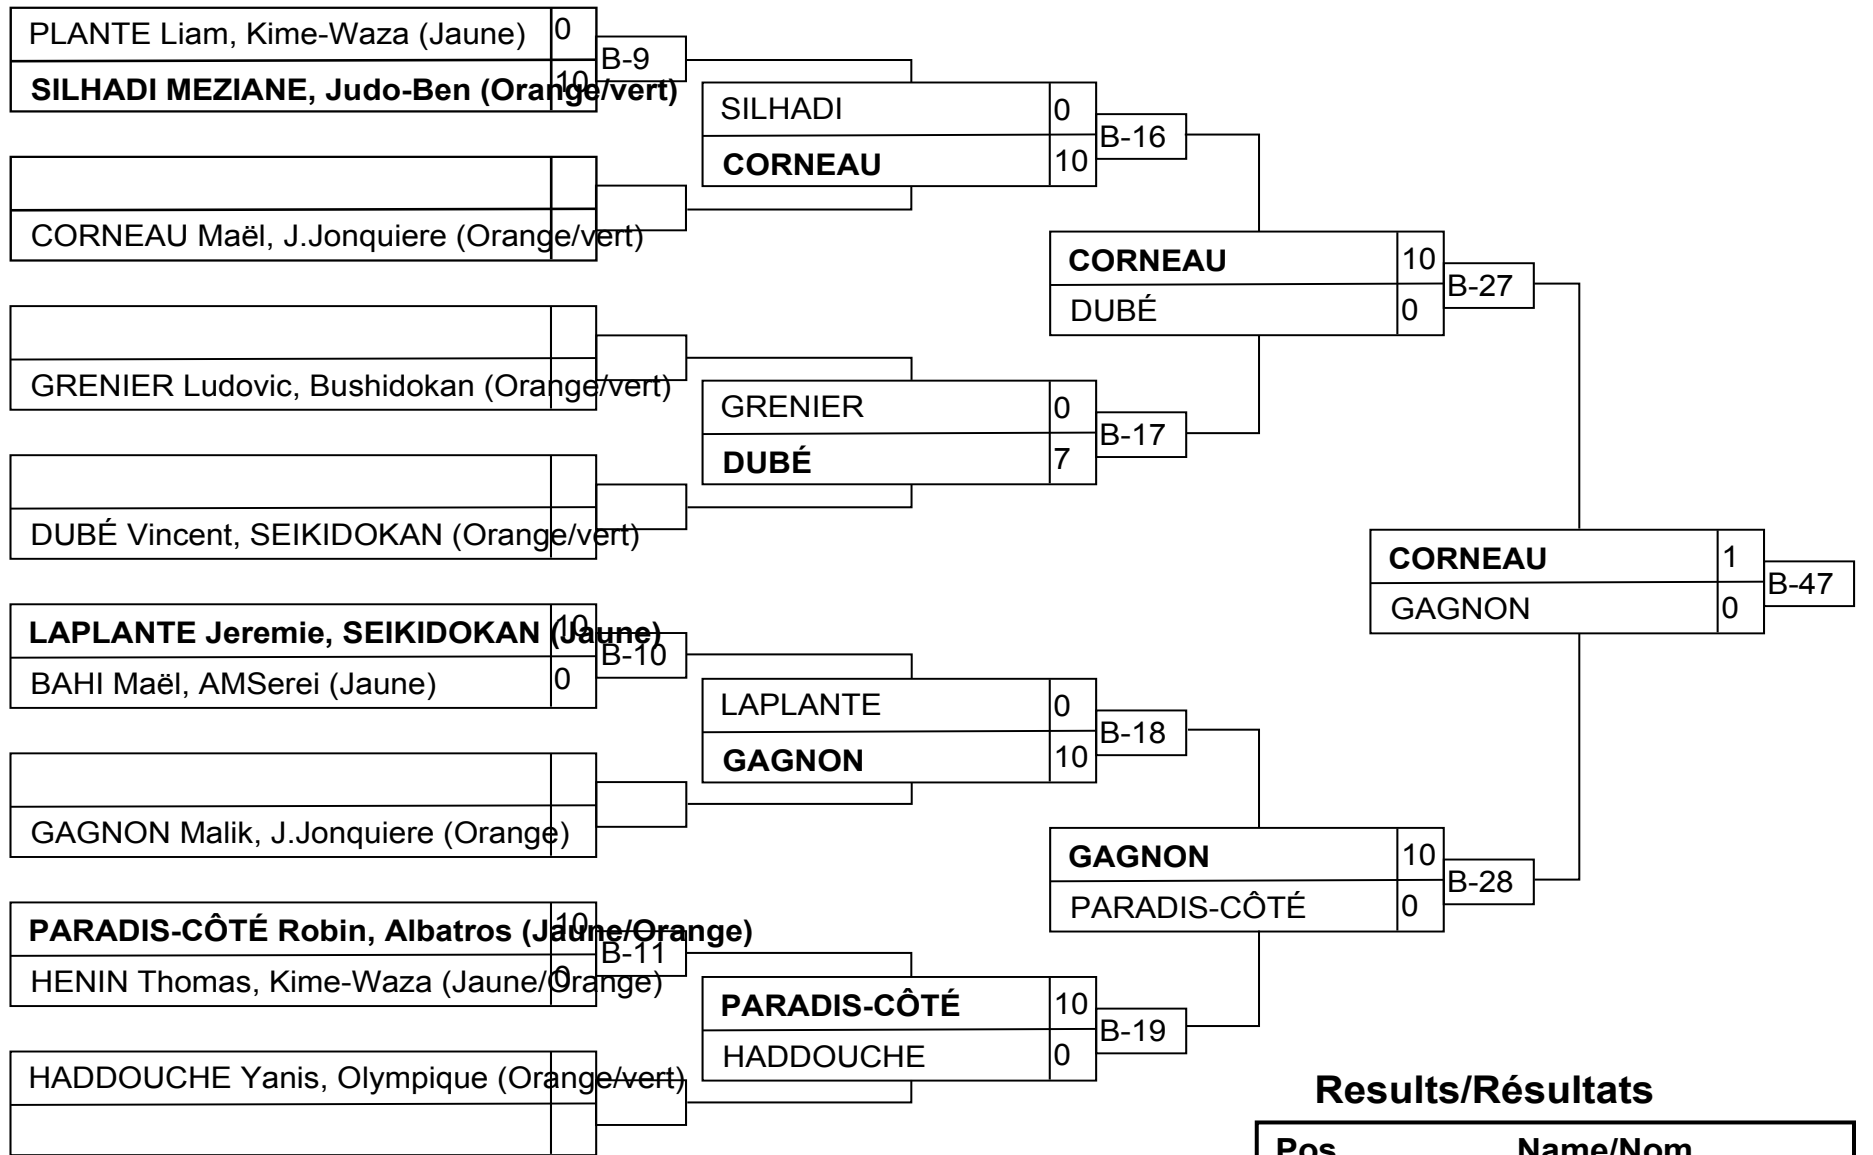 PLANTE Liam, Kime-Waza (Jaune) 0
B-9
SILHADI MEZIANE, Judo-Ben (Orange/vert) 10
SILHADI 0
B-16
CORNEAU 10
CORNEAU Maël, J.Jonquiere (Orange/vert)
CORNEAU 10
B-27
DUBÉ 0
GRENIER Ludovic, Bushidokan (Orange/vert)
GRENIER 0
B-17
DUBÉ 7
DUBÉ Vincent, SEIKIDOKAN (Orange/vert)
CORNEAU 1
B-47
GAGNON 0
LAPLANTE Jeremie, SEIKIDOKAN (Jaune) 10
B-10
BAHI Maël, AMSerei (Jaune) 0
LAPLANTE 0
B-18
GAGNON 10
GAGNON Malik, J.Jonquiere (Orange)
GAGNON 10
B-28
PARADIS-CÔTÉ 0
PARADIS-CÔTÉ Robin, Albatros (Jaune/Orange) 10
B-11
HENIN Thomas, Kime-Waza (Jaune/Orange) 0
PARADIS-CÔTÉ 10
B-19
HADDOUCHE 0
HADDOUCHE Yanis, Olympique (Orange/vert)
Results/Résultats
Pos Name/Nom